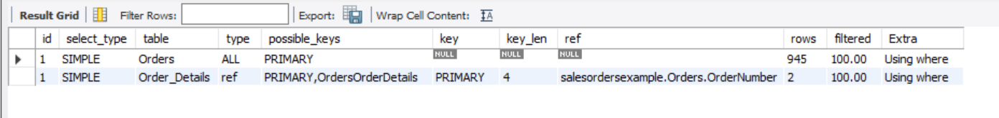 Result Grid Filter Rows: Export: Wrap Cell Content: IA
id select_type table type possible_keys key key_len ref rows filtered Extra
1 SIMPLE Orders ALL PRIMARY NULL NULL NULL 945 100.00 Using where
1 SIMPLE Order_Details ref PRIMARY,OrdersOrderDetails PRIMARY 4 salesordersexample.Orders.OrderNumber 2 100.00 Using where